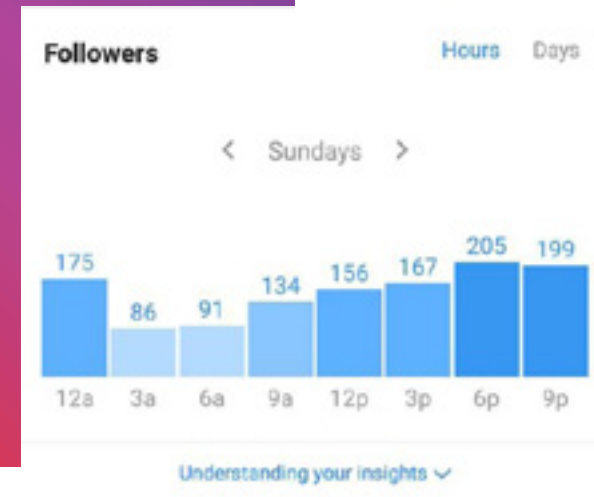 Followers Hours Days
< Sundays >
175 86 91 134 156 167 205 199
12a 3a 6a 9a 12p 3p 6p 9p
Understanding your insights